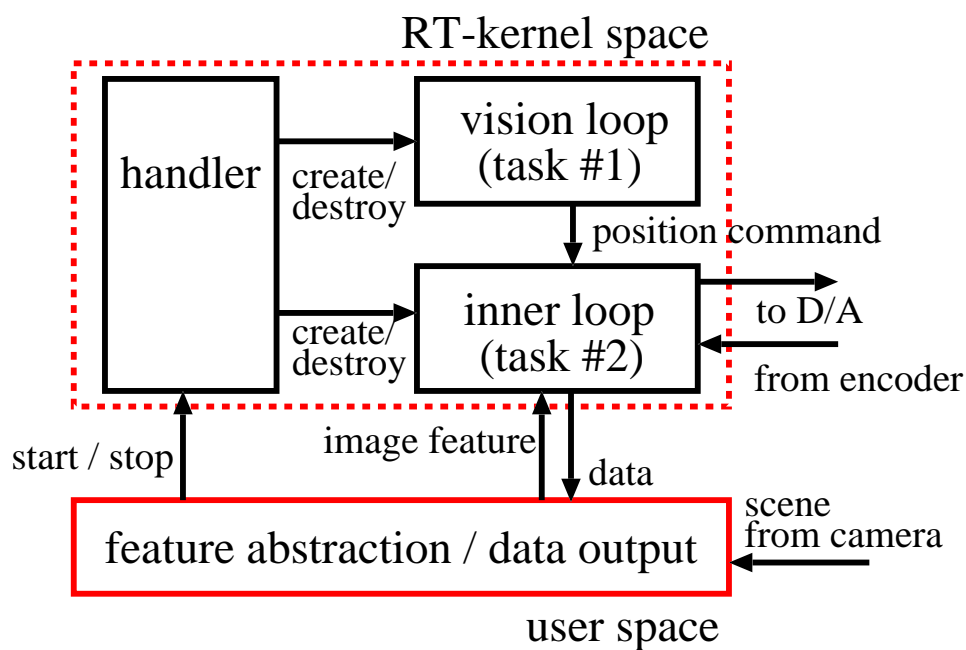 RT-kernel space
handler
create/
destroy
vision loop
(task #1)
position command
create/
destroy
inner loop
(task #2)
to D/A
from encoder
start / stop
image feature
data
scene
from camera
feature abstraction / data output
user space